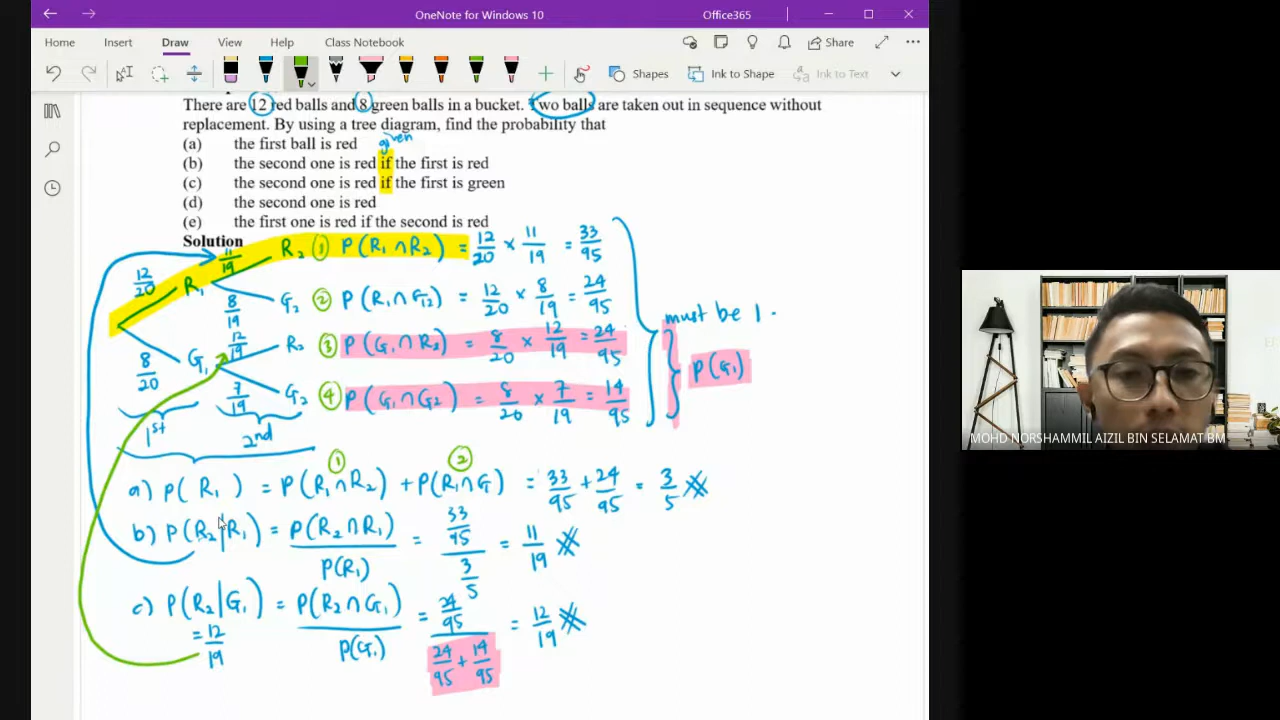 OneNote for Windows 10
Office365
Home Insert Draw View Help Class Notebook Share
Shapes Ink to Shape Ink to Text
There are 12 red balls and 8 green balls in a bucket. Two balls are taken out in sequence without
replacement. By using a tree diagram, find the probability that
(a) the first ball is red
given
(b) the second one is red if the first is red
(c) the second one is red if the first is green
(d) the second one is red
(e) the first one is red if the second is red
Solution
12/20 R₁ 11/19 R₂ ① P(R₁ ∩ R₂) = 12/20 × 11/19 = 33/95
8/19 G₂ ② P(R₁ ∩ G₂) = 12/20 × 8/19 = 24/95
must be 1.
8/20 G₁ 12/19 R₂ ③ P(G₁ ∩ R₂) = 8/20 × 12/19 = 24/95
P(G₁)
7/19 G₂ ④ P(G₁ ∩ G₂) = 8/20 × 7/19 = 14/95
1st 2nd
① ②
a) P(R₁) = P(R₁ ∩ R₂) + P(R₁ ∩ G) = 33/95 + 24/95 = 3/5
b) P(R₂|R₁) = P(R₂ ∩ R₁)/P(R₁) = 33/95 / 3/5 = 11/19
c) P(R₂|G₁) = P(R₂ ∩ G₁)/P(G₁) = 24/95 / 24/95 + 14/95 = 12/19
= 12/19
MOHD NORSHAMMIL AIZIL BIN SELAMAT BM